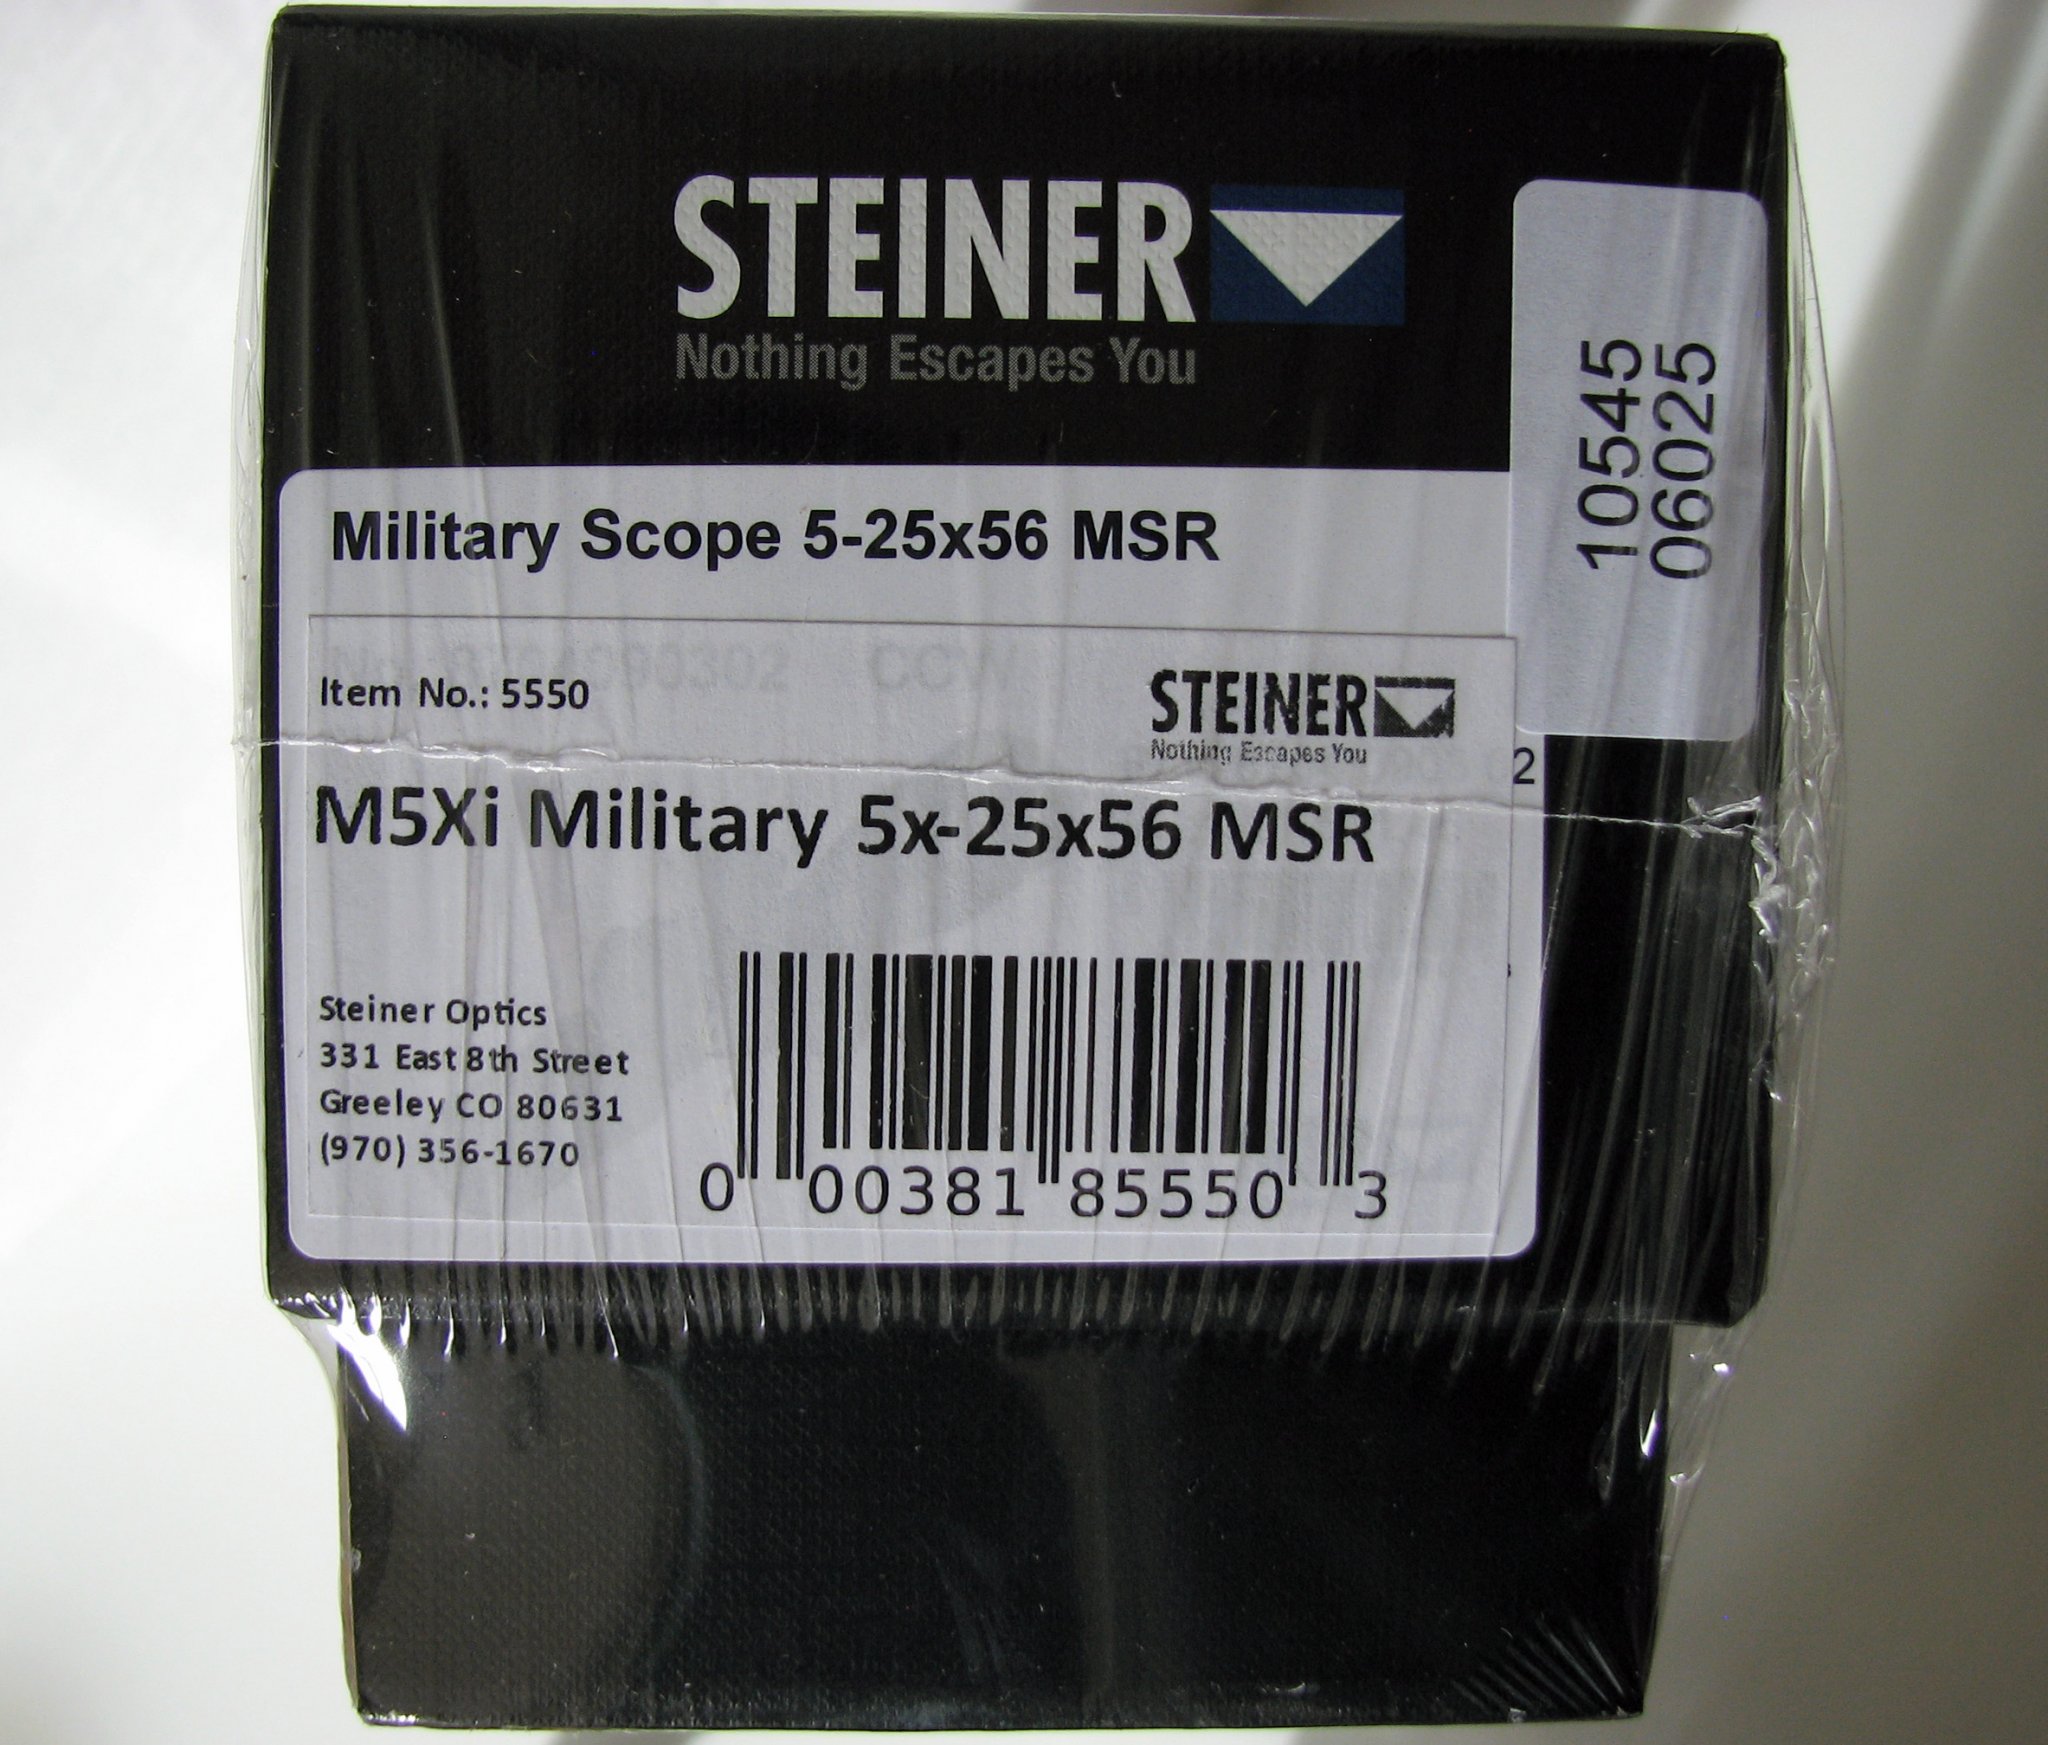 STEINER
Nothing Escapes You
10545
06025
Military Scope 5-25x56 MSR
Item No.: 5550
STEINER
Nothing Escapes You
2
M5Xi Military 5x-25x56 MSR
Steiner Optics
331 East 8th Street
Greeley CO 80631
(970) 356-1670
0 00381 85550 3